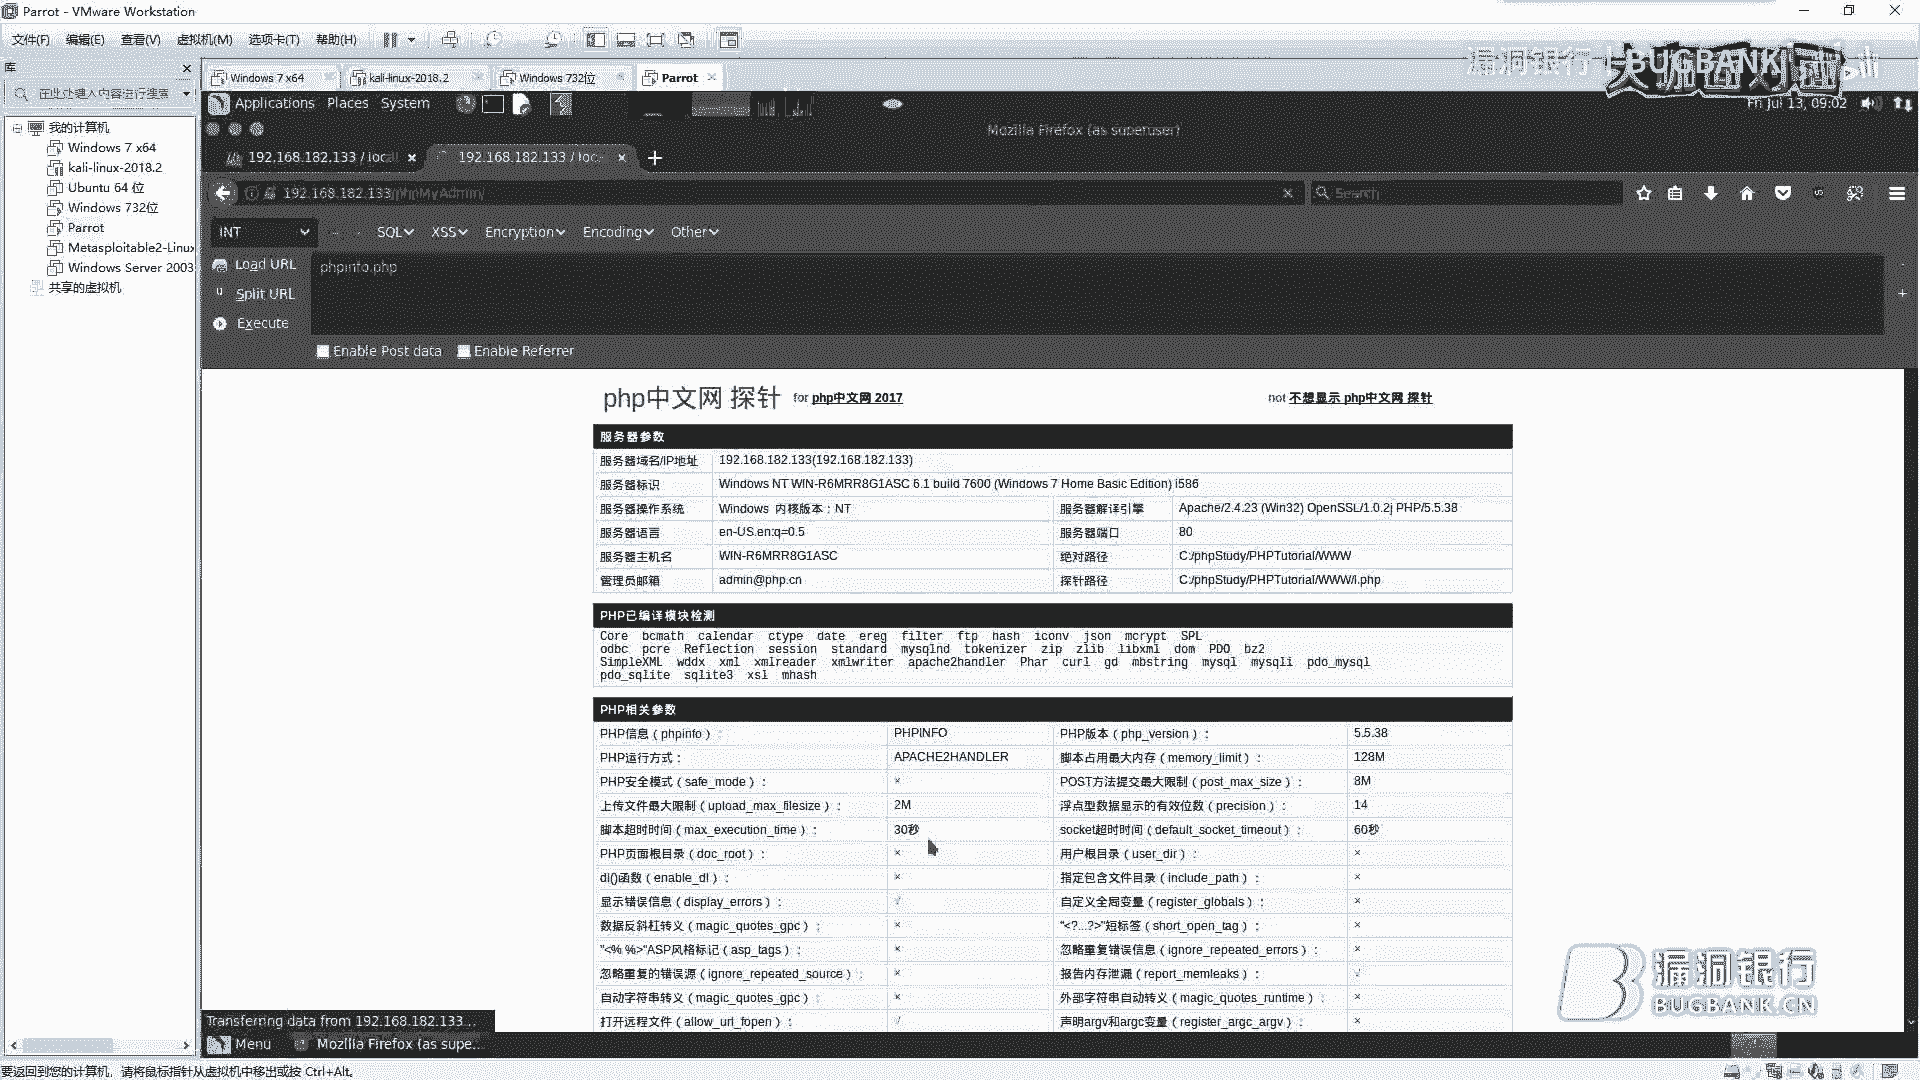 Parrot - VMware Workstation
文件(F) 编辑(E) 查看(V) 虚拟机(M) 选项卡(T) 帮助(H)
漏洞银行 | BUGBANK
库
在此处键入内容进行搜索
我的计算机
Windows 7 x64
kali-linux-2018.2
Ubuntu 64 位
Windows 732位
Parrot
Metasploitable2-Linux
Windows Server 2003
共享的虚拟机
Windows 7 x64 kali-linux-2018.2 Windows 732位 Parrot
Applications Places System
Fri Jul 13, 09:02
Mozilla Firefox (as superuser)
192.168.182.133 / local 192.168.182.133 / loc
192.168.182.133/phpMyAdmin/
Search
INT SQL XSS Encryption Encoding Other
Load URL phpinfo.php
Split URL
Execute
Enable Post data Enable Referrer
php中文网 探针 for php中文网 2017 not 不想显示 php中文网 探针
服务器参数
服务器域名/IP地址 192.168.182.133(192.168.182.133)
服务器标识 Windows NT WIN-R6MRR8G1ASC 6.1 build 7600 (Windows 7 Home Basic Edition) i586
服务器操作系统 Windows 内核版本：NT 服务器解译引擎 Apache/2.4.23 (Win32) OpenSSL/1.0.2j PHP/5.5.38
服务器语言 en-US,en;q=0.5 服务器端口 80
服务器主机名 WIN-R6MRR8G1ASC 绝对路径 C:/phpStudy/PHPTutorial/WWW
管理员邮箱 admin@php.cn 探针路径 C:/phpStudy/PHPTutorial/WWW/l.php
PHP已编译模块检测
Core bcmath calendar ctype date ereg filter ftp hash iconv json mcrypt SPL
odbc pcre Reflection session standard mysqlnd tokenizer zip zlib libxml dom PDO bz2
SimpleXML wddx xml xmlreader xmlwriter apache2handler Phar curl gd mbstring mysql mysqli pdo_mysql
pdo_sqlite sqlite3 xsl mhash
PHP相关参数
PHP信息（phpinfo）： PHPINFO PHP版本（php_version）： 5.5.38
PHP运行方式： APACHE2HANDLER 脚本占用最大内存（memory_limit）： 128M
PHP安全模式（safe_mode）： × POST方法提交最大限制（post_max_size）： 8M
上传文件最大限制（upload_max_filesize）： 2M 浮点型数据显示的有效位数（precision）： 14
脚本超时时间（max_execution_time）： 30秒 socket超时时间（default_socket_timeout）： 60秒
PHP页面根目录（doc_root）： × 用户根目录（user_dir）： ×
dl()函数（enable_dl）： × 指定包含文件目录（include_path）： ×
显示错误信息（display_errors）： √ 自定义全局变量（register_globals）： ×
数据反斜杠转义（magic_quotes_gpc）： × "<?...?>"短标签（short_open_tag）： ×
"<% %>"ASP风格标记（asp_tags）： × 忽略重复错误信息（ignore_repeated_errors）： ×
忽略重复的错误源（ignore_repeated_source）： × 报告内存泄漏（report_memleaks）： √
自动字符串转义（magic_quotes_gpc）： × 外部字符串自动转义（magic_quotes_runtime）： ×
打开远程文件（allow_url_fopen）： √ 声明argv和argc变量（register_argc_argv）： ×
漏洞银行
BUGBANK.CN
Transferring data from 192.168.182.133...
Menu Mozilla Firefox (as supe...
要返回到您的计算机，请将鼠标指针从虚拟机中移出或按 Ctrl+Alt。